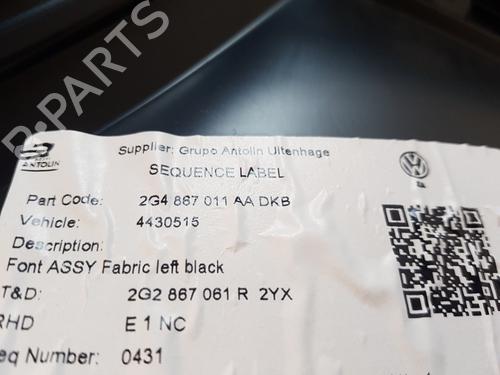 B-PARTS
ANTOLIN
Supplier: Grupo Antolin Uitenhage
SEQUENCE LABEL
Part Code: 2G4 867 011 AA DKB
Vehicle: 4430515
Description:
Font ASSY Fabric left black
T&D: 2G2 867 061 R 2YX
RHD E 1 NC
eq Number: 0431